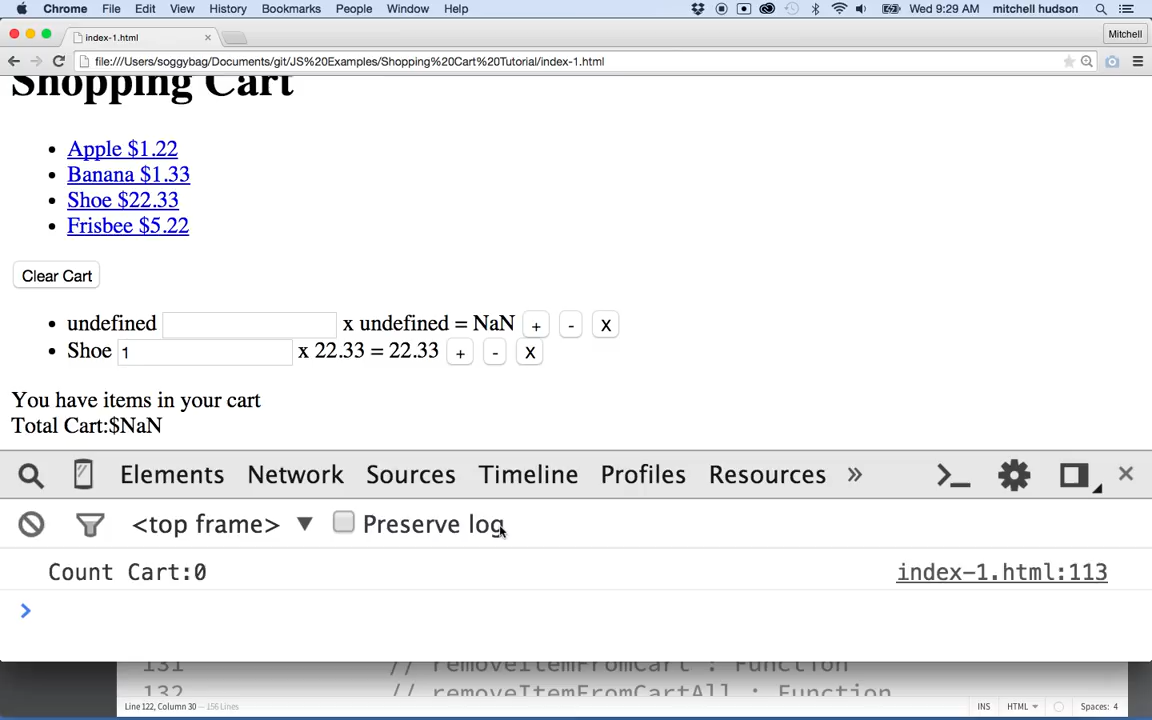 Chrome File Edit View History Bookmarks People Window Help Wed 9:29 AM mitchell hudson
index-1.html × Mitchell
file:///Users/soggybag/Documents/git/JS%20Examples/Shopping%20Cart%20Tutorial/index-1.html
Shopping Cart
• Apple $1.22
• Banana $1.33
• Shoe $22.33
• Frisbee $5.22
Clear Cart
• undefined x undefined = NaN + - X
• Shoe 1 x 22.33 = 22.33 + - X
You have items in your cart
Total Cart:$NaN
Elements Network Sources Timeline Profiles Resources »
<top frame> ▼ Preserve log
Count Cart:0 index-1.html:113
>
131 // removeItemFromCart : Function
132 // removeItemFromCartAll : Function
Line 122, Column 30 — 156 Lines INS HTML Spaces: 4